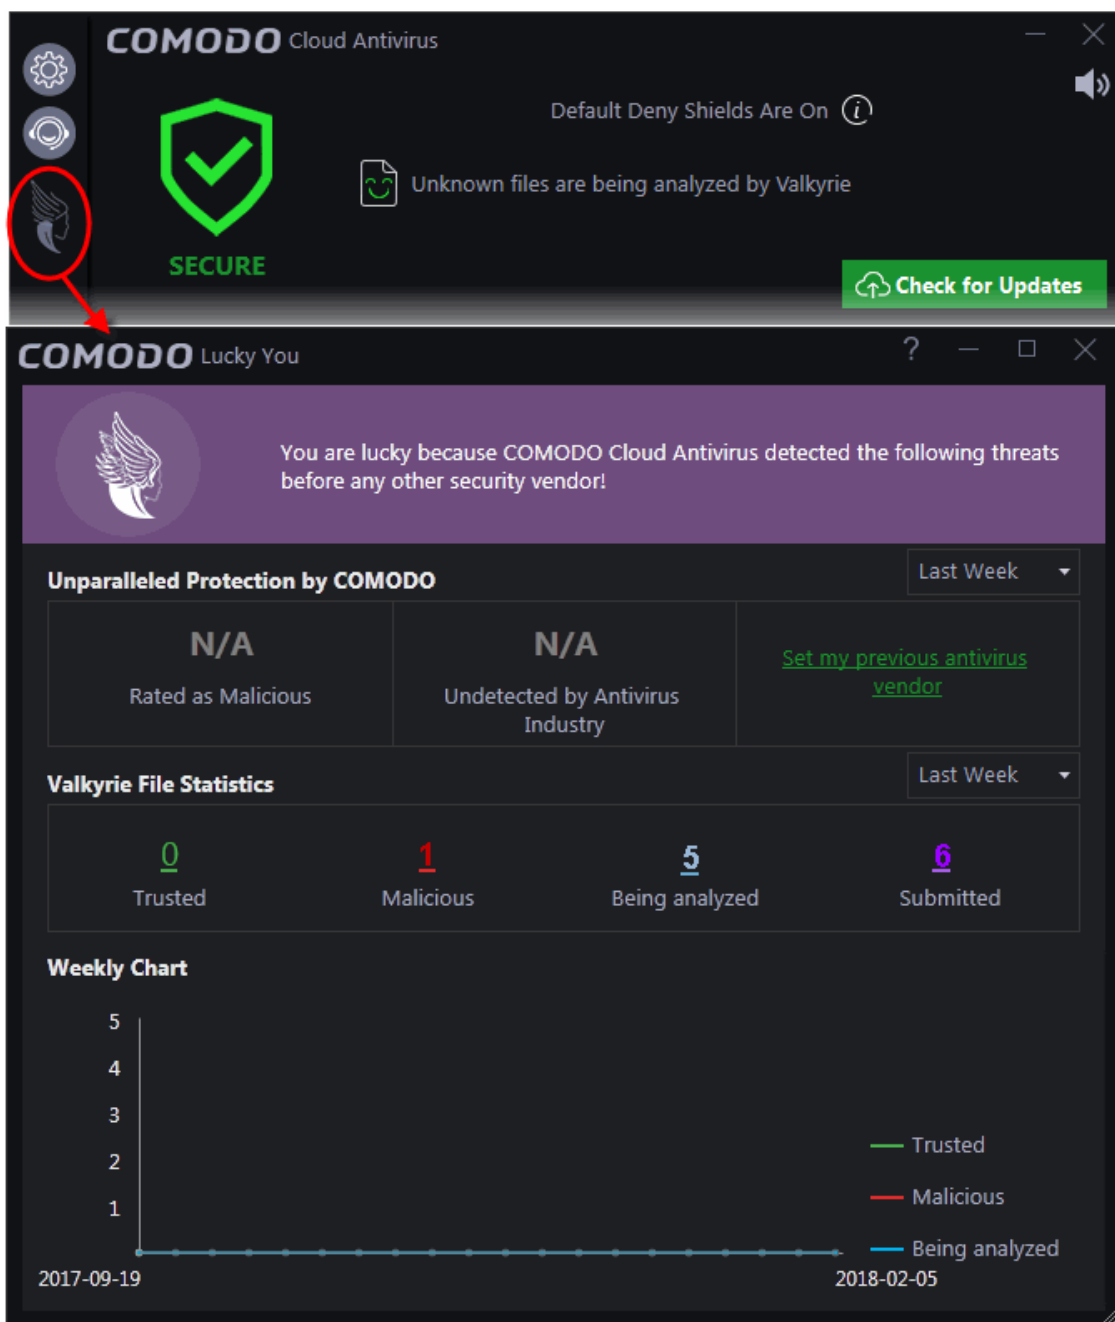 COMODO Cloud Antivirus
Default Deny Shields Are On
Unknown files are being analyzed by Valkyrie
SECURE
Check for Updates
COMODO Lucky You
?
You are lucky because COMODO Cloud Antivirus detected the following threats
before any other security vendor!
Unparalleled Protection by COMODO
Last Week
N/A
Rated as Malicious
N/A
Undetected by Antivirus
Industry
Set my previous antivirus
vendor
Valkyrie File Statistics
Last Week
0
Trusted
1
Malicious
5
Being analyzed
6
Submitted
Weekly Chart
5
4
3
2
1
Trusted
Malicious
Being analyzed
2017-09-19
2018-02-05